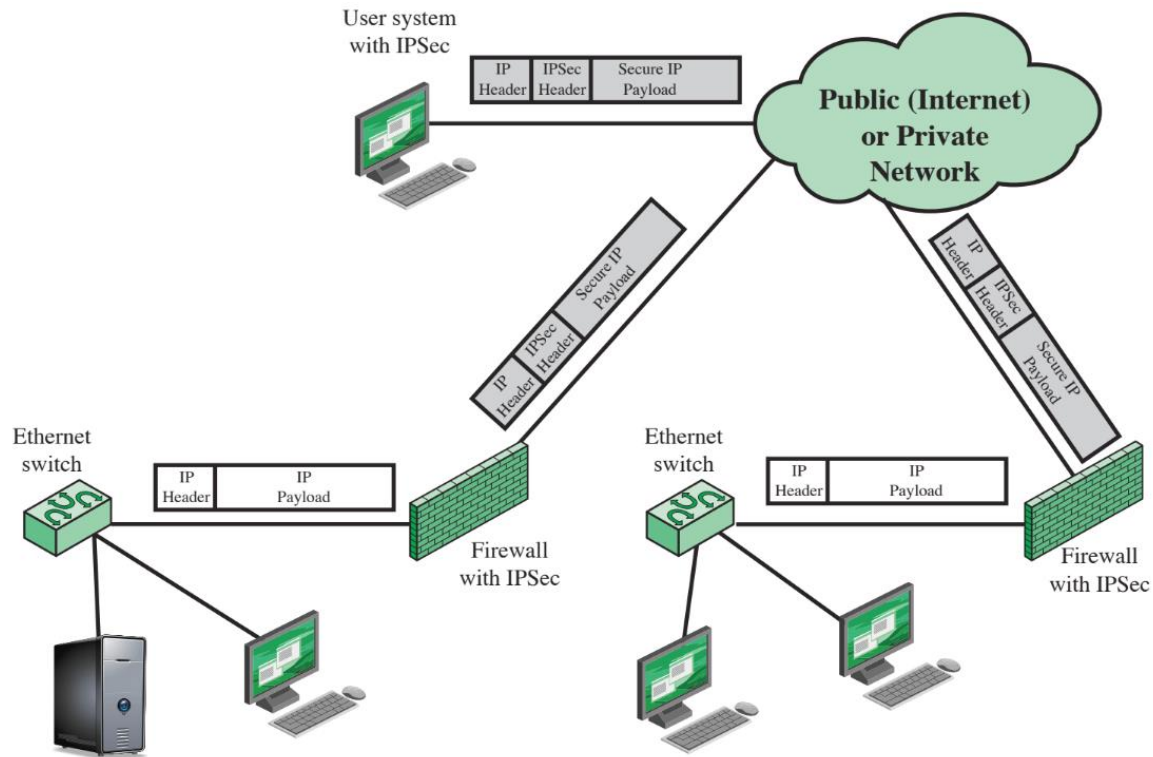 User system
with IPSec
IP
Header
IPSec
Header
Secure IP
Payload
Public (Internet)
or Private
Network
IP
Header
IPSec
Header
Secure IP
Payload
IP
Header
IPSec
Header
Secure IP
Payload
Ethernet
switch
IP
Header
IP
Payload
Firewall
with IPSec
Ethernet
switch
IP
Header
IP
Payload
Firewall
with IPSec